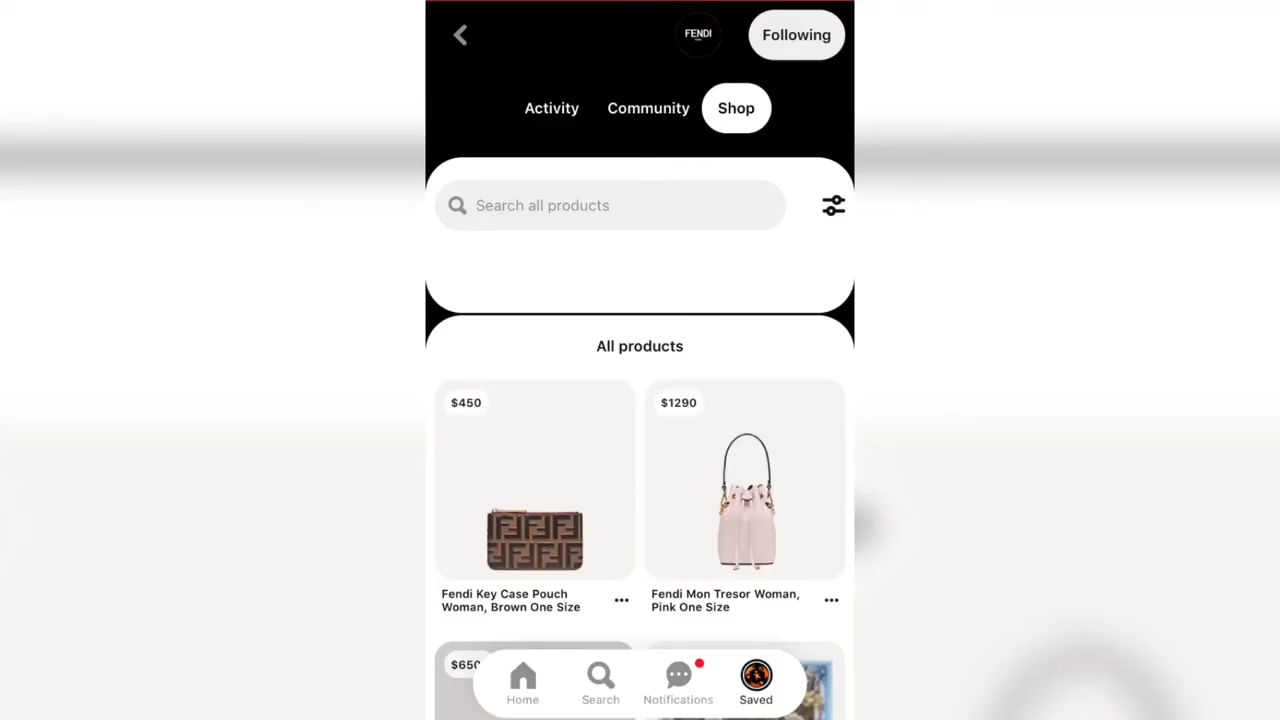 FENDI
Following
Activity
Community
Shop
Search all products
All products
$450
$1290
Fendi Key Case Pouch
Woman, Brown One Size
Fendi Mon Tresor Woman,
Pink One Size
$650
Home
Search
Notifications
Saved